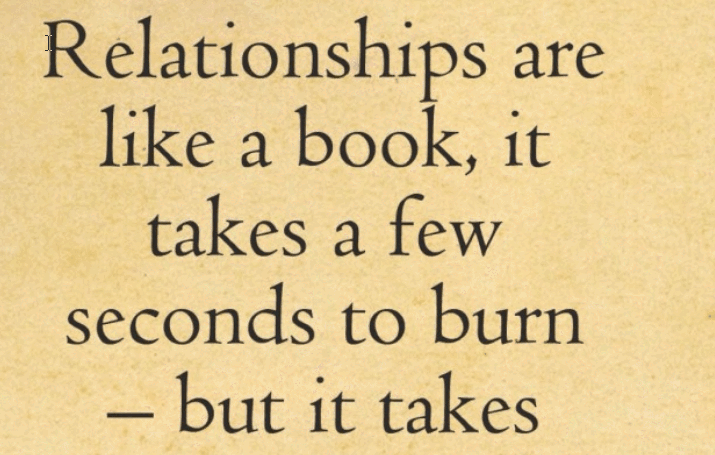 Relationships are
like a book, it
takes a few
seconds to burn
– but it takes